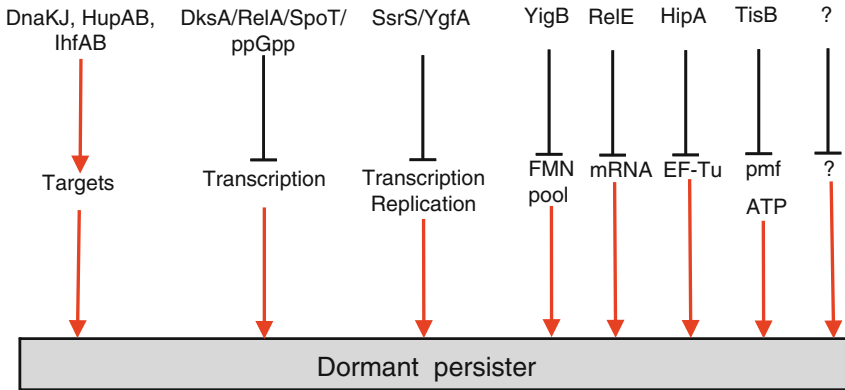 DnaKJ, HupAB,
IhfAB
DksA/RelA/SpoT/
ppGpp
SsrS/YgfA
YigB
RelE
HipA
TisB
?
Targets
Transcription
Transcription
Replication
FMN
pool
mRNA
EF-Tu
pmf
ATP
?
Dormant persister